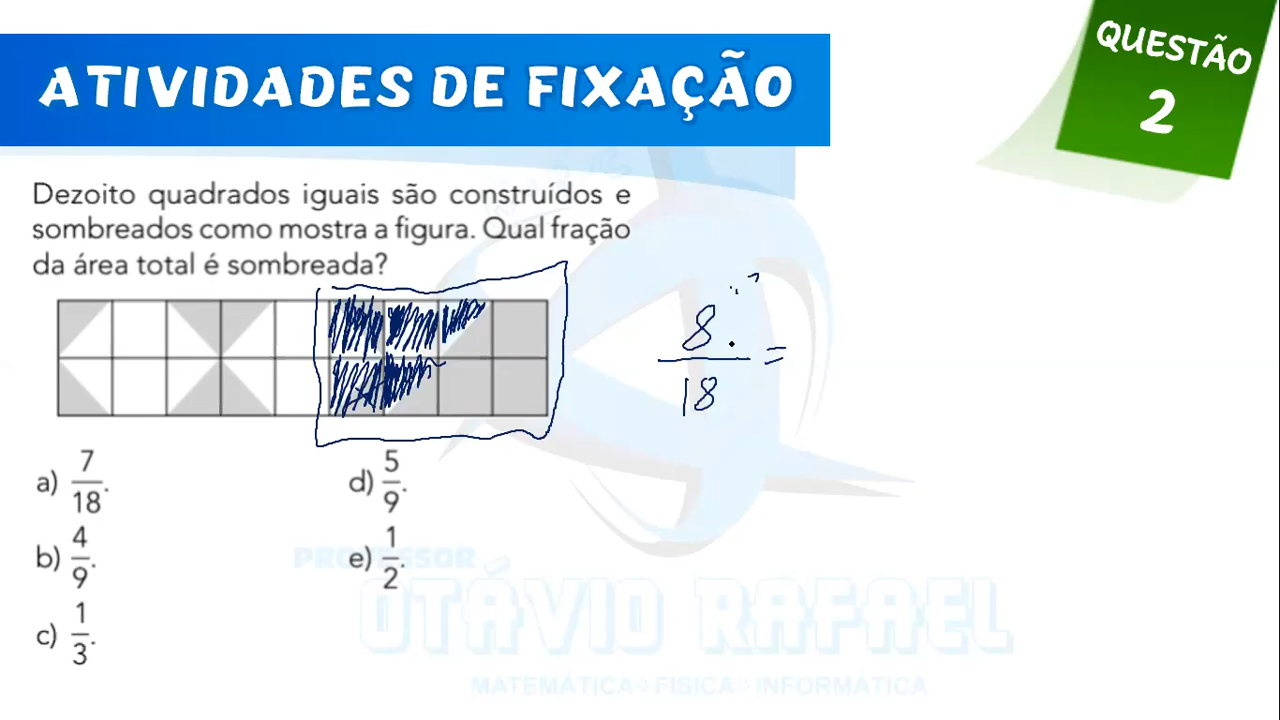 QUESTÃO
2
ATIVIDADES DE FIXAÇÃO
Dezoito quadrados iguais são construídos e
sombreados como mostra a figura. Qual fração
da área total é sombreada?
8
18
=
a) 7/18.
b) 4/9.
c) 1/3.
d) 5/9.
e) 1/2.
PROFESSOR
OTÁVIO RAFAEL
MATEMÁTICA FÍSICA INFORMÁTICA